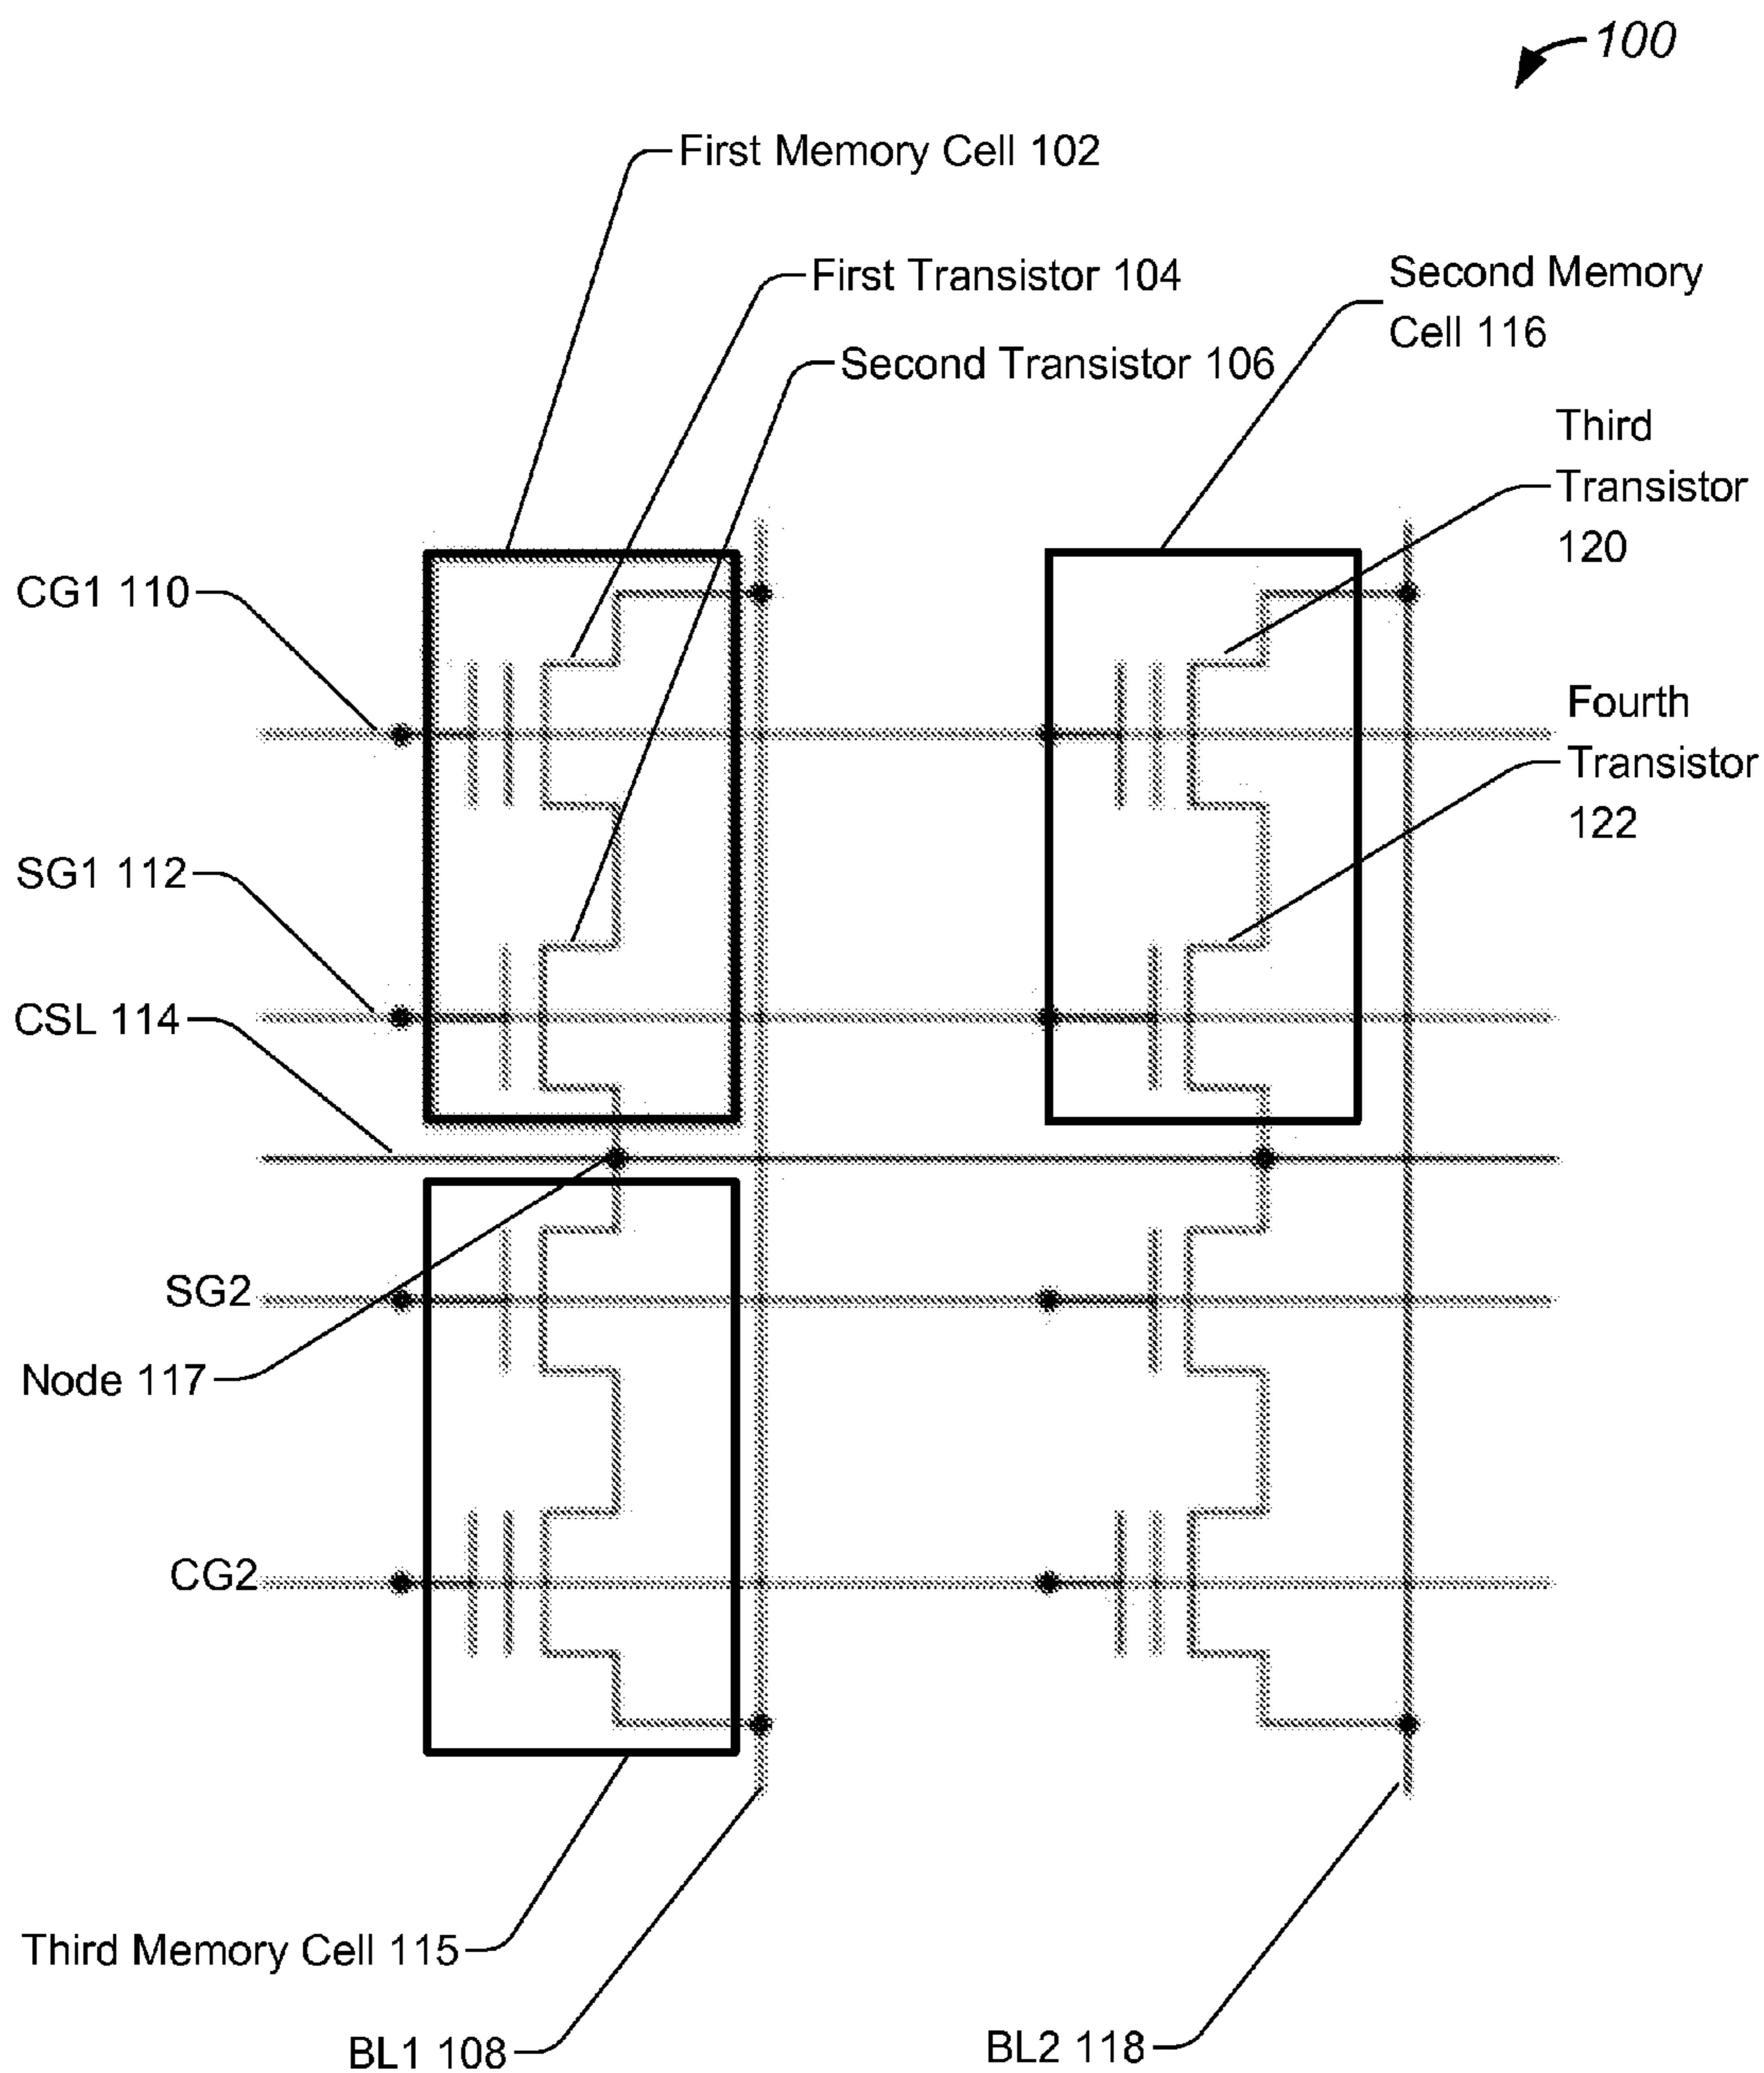 100
First Memory Cell 102
First Transistor 104
Second Memory
Cell 116
Second Transistor 106
Third
Transistor
120
CG1 110
Fourth
Transistor
122
SG1 112
CSL 114
SG2
Node 117
CG2
Third Memory Cell 115
BL1 108
BL2 118